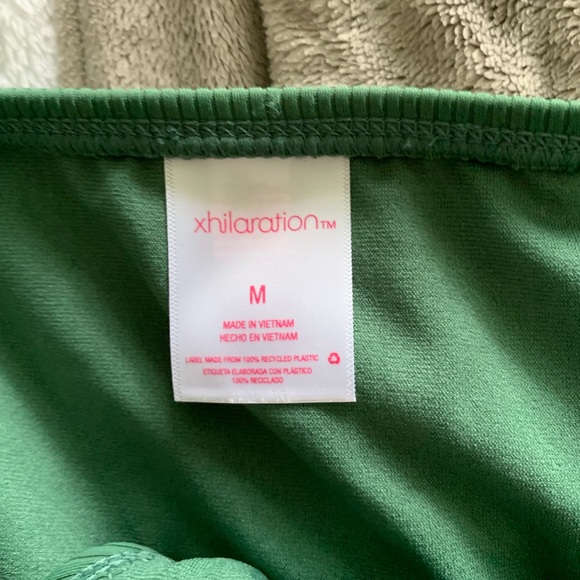 xhilaration™
M
MADE IN VIETNAM
HECHO EN VIETNAM
LABEL MADE FROM 100% RECYCLED PLASTIC
ETIQUETA ELABORADA CON PLÁSTICO
100% RECICLADO